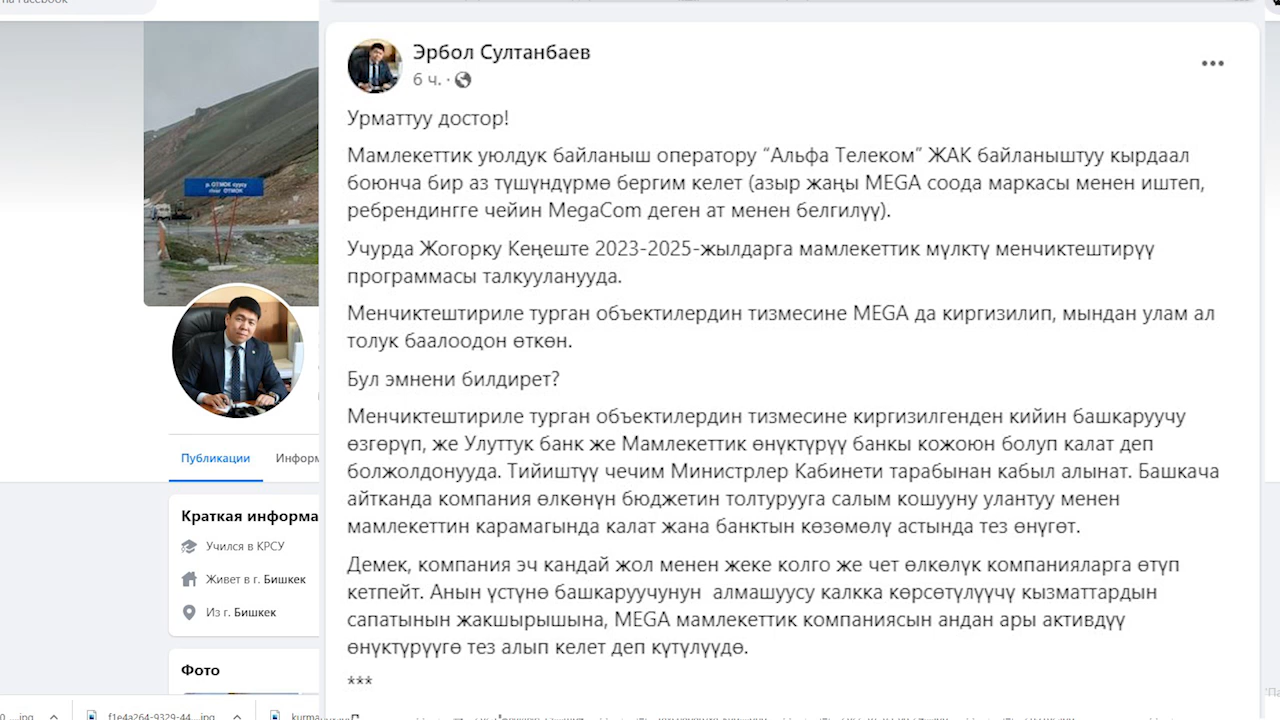 на Facebook
р. ОТМОК суусу
Публикации
Информ
Краткая информа
Учился в КРСУ
Живет в г. Бишкек
Из г. Бишкек
Фото
Эрбол Султанбаев
6 ч. ·
Урматтуу достор!
Мамлекеттик уюлдук байланыш оператору “Альфа Телеком” ЖАК байланыштуу кырдаал
боюнча бир аз түшүндүрмө бергим келет (азыр жаңы MEGA соода маркасы менен иштеп,
ребрендингге чейин MegaCom деген ат менен белгилүү).
Учурда Жогорку Кеңеште 2023-2025-жылдарга мамлекеттик мүлктү менчиктештирүү
программасы талкууланууда.
Менчиктештириле турган объектилердин тизмесине MEGA да киргизилип, мындан улам ал
толук баалоодон өткөн.
Бул эмнени билдирет?
Менчиктештириле турган объектилердин тизмесине киргизилгенден кийин башкаруучу
өзгөрүп, же Улуттук банк же Мамлекеттик өнүктүрүү банкы кожоюн болуп калат деп
болжолдонууда. Тийиштүү чечим Министрлер Кабинети тарабынан кабыл алынат. Башкача
айтканда компания өлкөнүн бюджетин толтурууга салым кошууну улантуу менен
мамлекеттин карамагында калат жана банктын көзөмөлү астында тез өнүгөт.
Демек, компания эч кандай жол менен жеке колго же чет өлкөлүк компанияларга өтүп
кетпейт. Анын үстүнө башкаруучунун  алмашуусу калкка көрсөтүлүүчү кызматтардын
сапатынын жакшырышына, MEGA мамлекеттик компаниясын андан ары активдүү
өнүктүрүүгө тез алып келет деп күтүлүүдө.
***
f1e4a264-9329-44....jpg